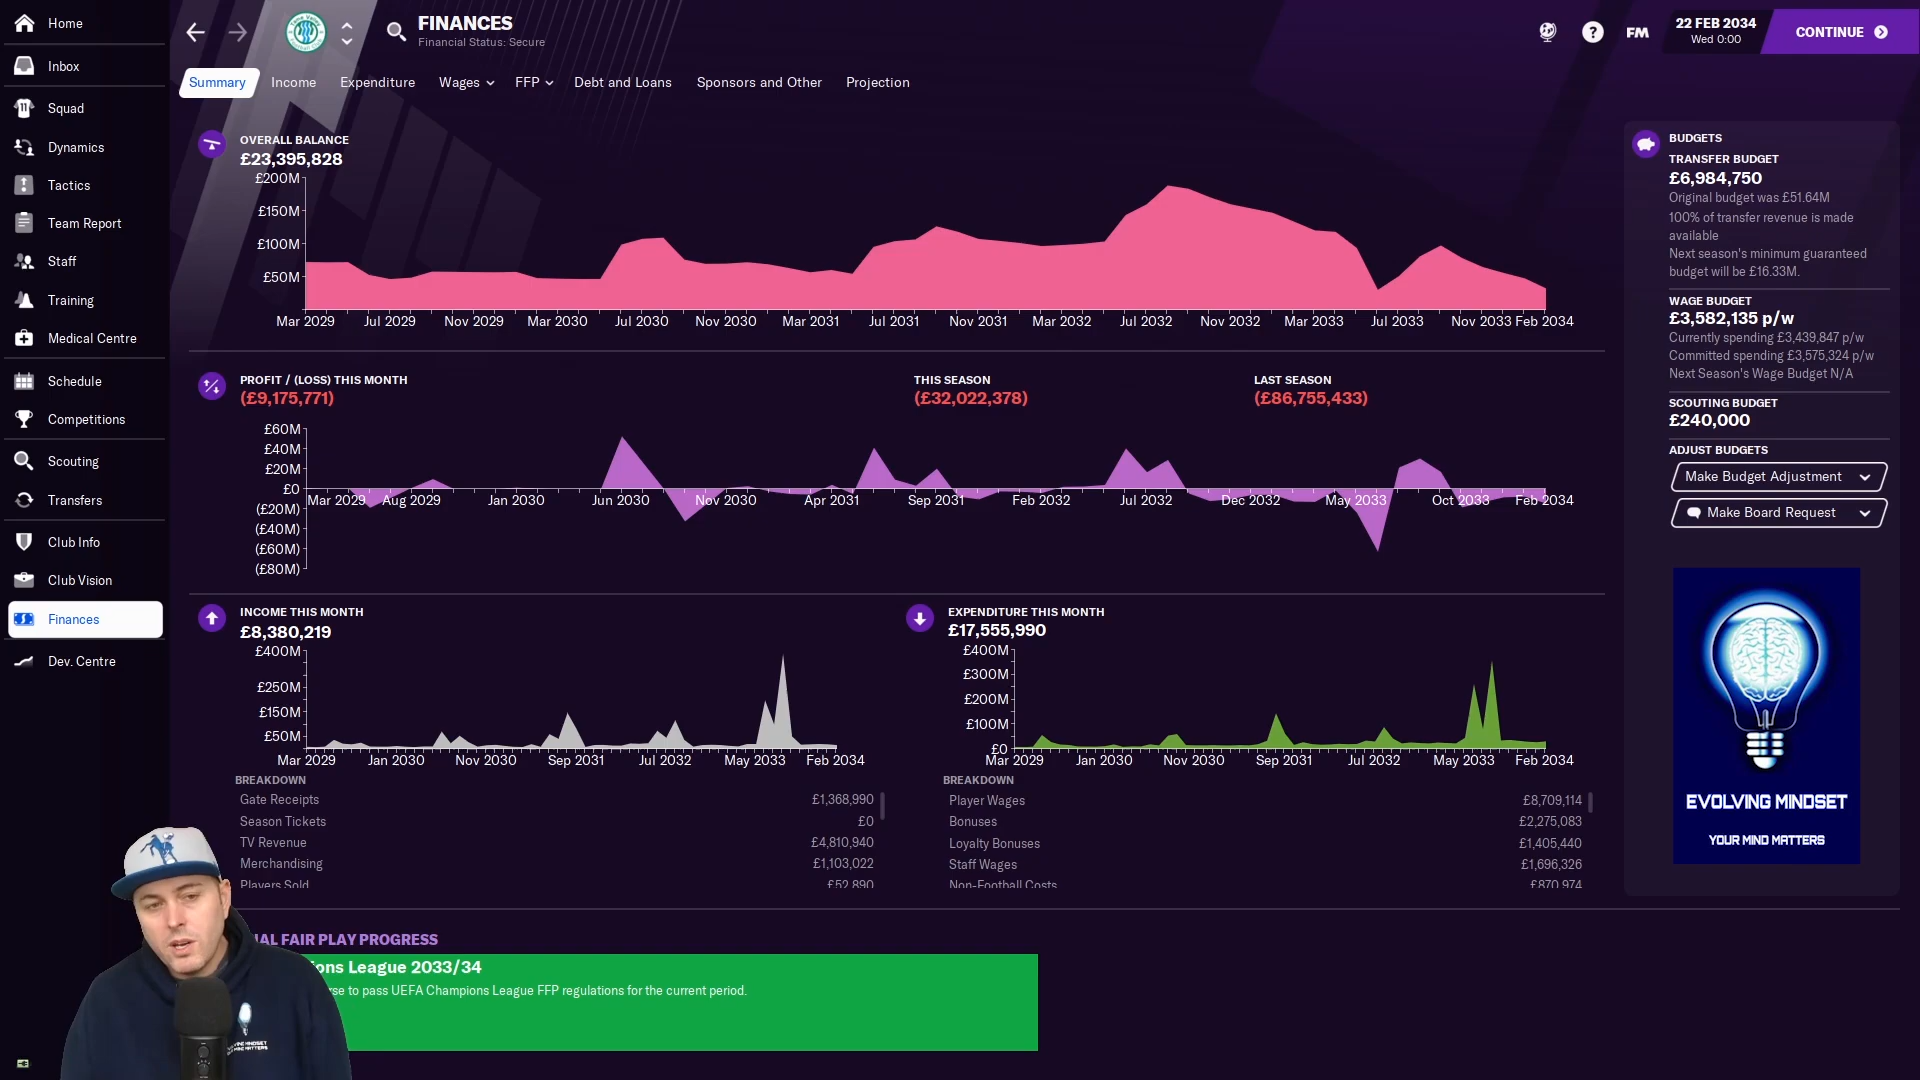 Home
Inbox
Squad
Dynamics
Tactics
Team Report
Staff
Training
Medical Centre
Schedule
Competitions
Scouting
Transfers
Club Info
Club Vision
Finances
Dev. Centre
FINANCES
Financial Status: Secure
FM
22 FEB 2034
Wed 0:00
CONTINUE
Summary
Income
Expenditure
Wages
FFP
Debt and Loans
Sponsors and Other
Projection
OVERALL BALANCE
£23,395,828
£200M
£150M
£100M
£50M
Mar 2029 Jul 2029 Nov 2029 Mar 2030 Jul 2030 Nov 2030 Mar 2031 Jul 2031 Nov 2031 Mar 2032 Jul 2032 Nov 2032 Mar 2033 Jul 2033 Nov 2033 Feb 2034
PROFIT / (LOSS) THIS MONTH
(£9,175,771)
THIS SEASON
(£32,022,378)
LAST SEASON
(£86,755,433)
£60M
£40M
£20M
£0
(£20M)
(£40M)
(£60M)
(£80M)
Mar 2029 Aug 2029 Jan 2030 Jun 2030 Nov 2030 Apr 2031 Sep 2031 Feb 2032 Jul 2032 Dec 2032 May 2033 Oct 2033 Feb 2034
INCOME THIS MONTH
£8,380,219
£400M
£250M
£150M
£50M
Mar 2029 Jan 2030 Nov 2030 Sep 2031 Jul 2032 May 2033 Feb 2034
BREAKDOWN
Gate Receipts £1,368,990
Season Tickets £0
TV Revenue £4,810,940
Merchandising £1,103,022
Players Sold £52,890
EXPENDITURE THIS MONTH
£17,555,990
£400M
£300M
£200M
£100M
£0
Mar 2029 Jan 2030 Nov 2030 Sep 2031 Jul 2032 May 2033 Feb 2034
BREAKDOWN
Player Wages £8,709,114
Bonuses £2,275,083
Loyalty Bonuses £1,405,440
Staff Wages £1,696,326
Non-Football Costs £870,974
BUDGETS
TRANSFER BUDGET
£6,984,750
Original budget was £51.64M
100% of transfer revenue is made
available
Next season's minimum guaranteed
budget will be £16.33M.
WAGE BUDGET
£3,582,135 p/w
Currently spending £3,439,847 p/w
Committed spending £3,575,324 p/w
Next Season's Wage Budget N/A
SCOUTING BUDGET
£240,000
ADJUST BUDGETS
Make Budget Adjustment
Make Board Request
EVOLVING MINDSET
YOUR MIND MATTERS
IAL FAIR PLAY PROGRESS
ions League 2033/34
rse to pass UEFA Champions League FFP regulations for the current period.